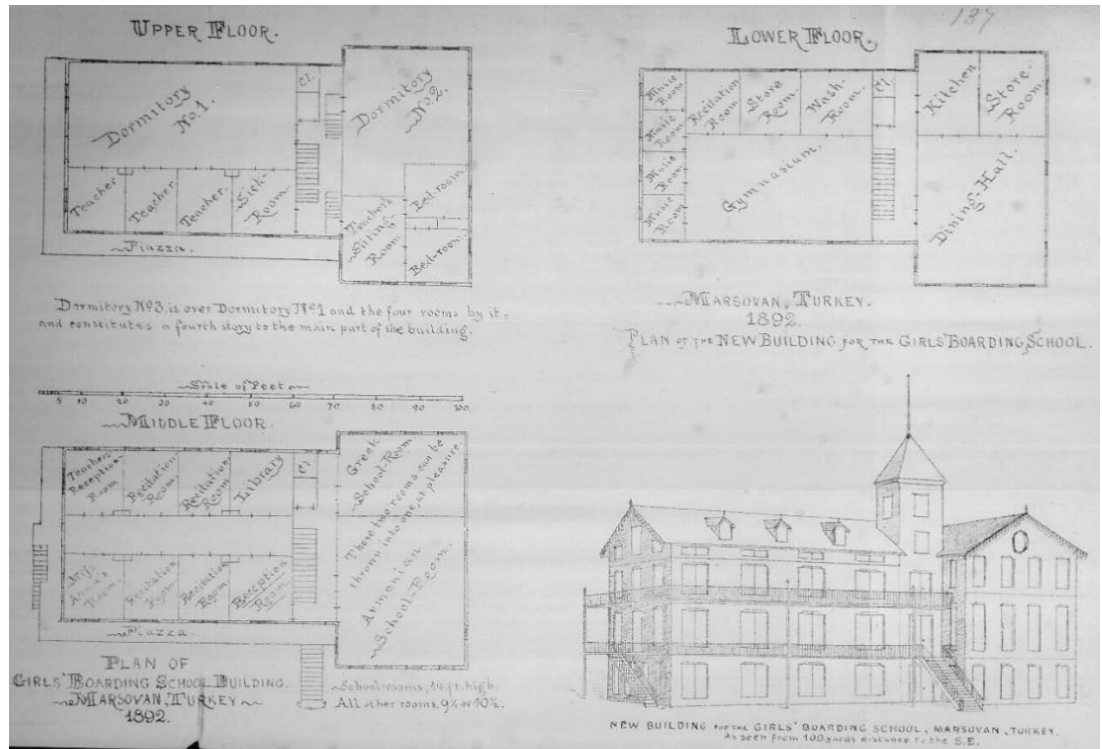 137
UPPER FLOOR.
Dormitory
No. 1.
Cl.
Dormitory
No. 2.
Teacher
Teacher.
Teacher.
Sick-
Room.
Teacher's
Sitting
Room
Bed-room
Bed-room
Piazza.
Dormitory No 3 is over Dormitory No 1 and the four rooms by it,
and constitutes a fourth story to the main part of the building.
LOWER FLOOR.
Music
Room
Music
Room
Music
Room
Music
Room
Recitation
Room
Store
Room.
Wash-
Room.
Cl.
Kitchen
Store-
Room.
Gymnasium.
Dining-Hall.
MARSOVAN, TURKEY.
1892.
PLAN OF THE NEW BUILDING FOR THE GIRLS' BOARDING SCHOOL.
Scale of Feet
5 10 20 30 40 50 60 70 80 90 100
MIDDLE FLOOR
Teachers
Reception
Room
Recitation
Room.
Recitation
Room
Library
Cl.
Greek
School-Room.
These two rooms can be
thrown into one, at pleasure.
Armenian
School-Room.
Room
Recitation
Room
Recitation
Room
Reception
Room
Piazza.
PLAN OF
GIRLS' BOARDING SCHOOL BUILDING.
MARSOVAN, TURKEY
1892.
School-rooms, 14 ft. high.
All other rooms, 9½ or 10½.
NEW BUILDING FOR THE GIRLS' BOARDING SCHOOL, MARSOVAN, TURKEY.
As seen from 100 yards distance to the S.E.